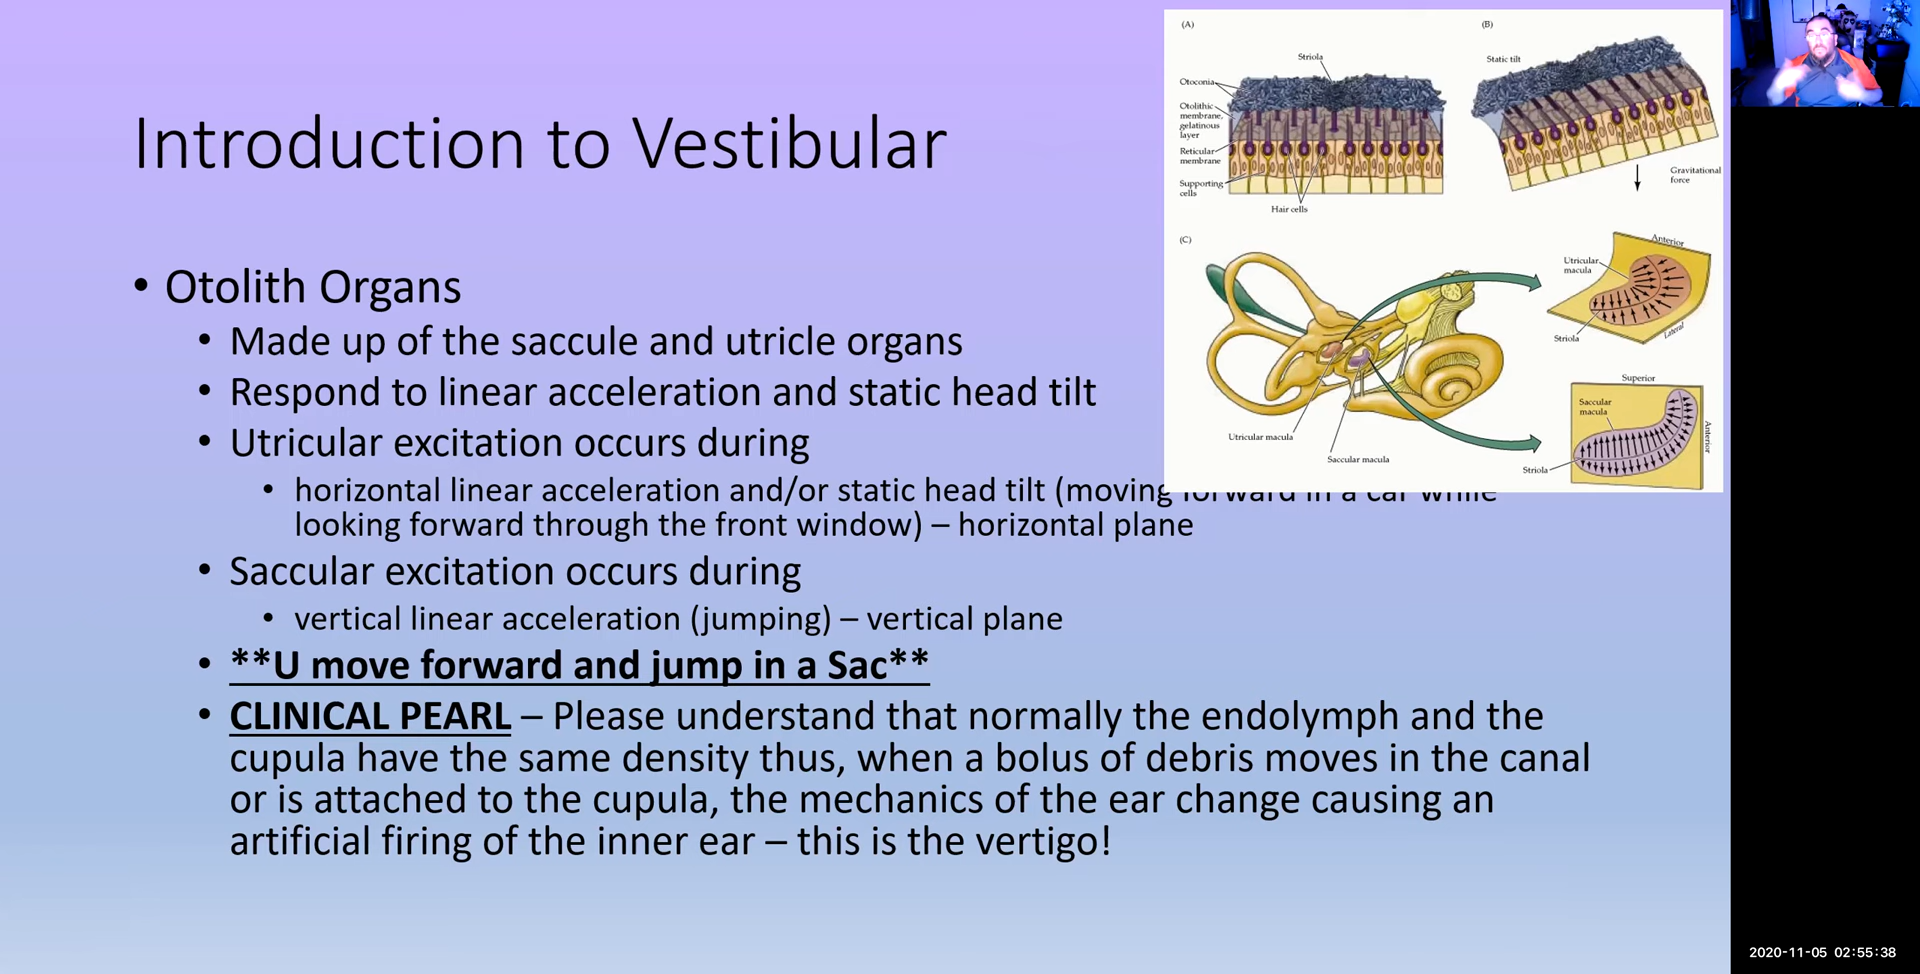 Introduction to Vestibular
• Otolith Organs
• Made up of the saccule and utricle organs
• Respond to linear acceleration and static head tilt
• Utricular excitation occurs during
• horizontal linear acceleration and/or static head tilt (moving forward in a car while
looking forward through the front window) – horizontal plane
• Saccular excitation occurs during
• vertical linear acceleration (jumping) – vertical plane
• **U move forward and jump in a Sac**
• CLINICAL PEARL – Please understand that normally the endolymph and the
cupula have the same density thus, when a bolus of debris moves in the canal
or is attached to the cupula, the mechanics of the ear change causing an
artificial firing of the inner ear – this is the vertigo!
(A)
Striola
Otoconia
Otolithic
membrane,
gelatinous
layer
Reticular
membrane
Supporting
cells
Hair cells
(B)
Static tilt
Gravitational
force
(C)
Utricular macula
Saccular macula
Anterior
Utricular
macula
Striola
Lateral
Superior
Saccular
macula
Anterior
Striola
2020-11-05 02:55:38